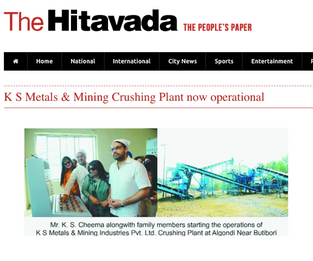 The Hitavada THE PEOPLE'S PAPER
Home National International City News Sports Entertainment
K S Metals & Mining Crushing Plant now operational
Mr. K. S. Cheema alongwith family members starting the operations of
K S Metals & Mining Industries Pvt. Ltd. Crushing Plant at Algondi Near Butibori